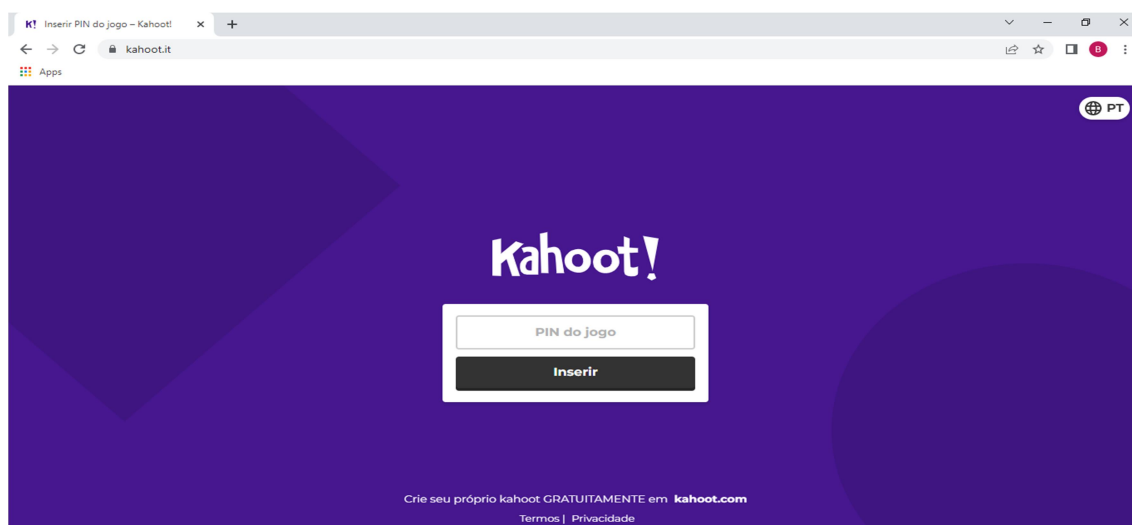 K! Inserir PIN do jogo – Kahoot!
kahoot.it
B
Apps
PT
Kahoot!
PIN do jogo
Inserir
Crie seu próprio kahoot GRATUITAMENTE em kahoot.com
Termos | Privacidade